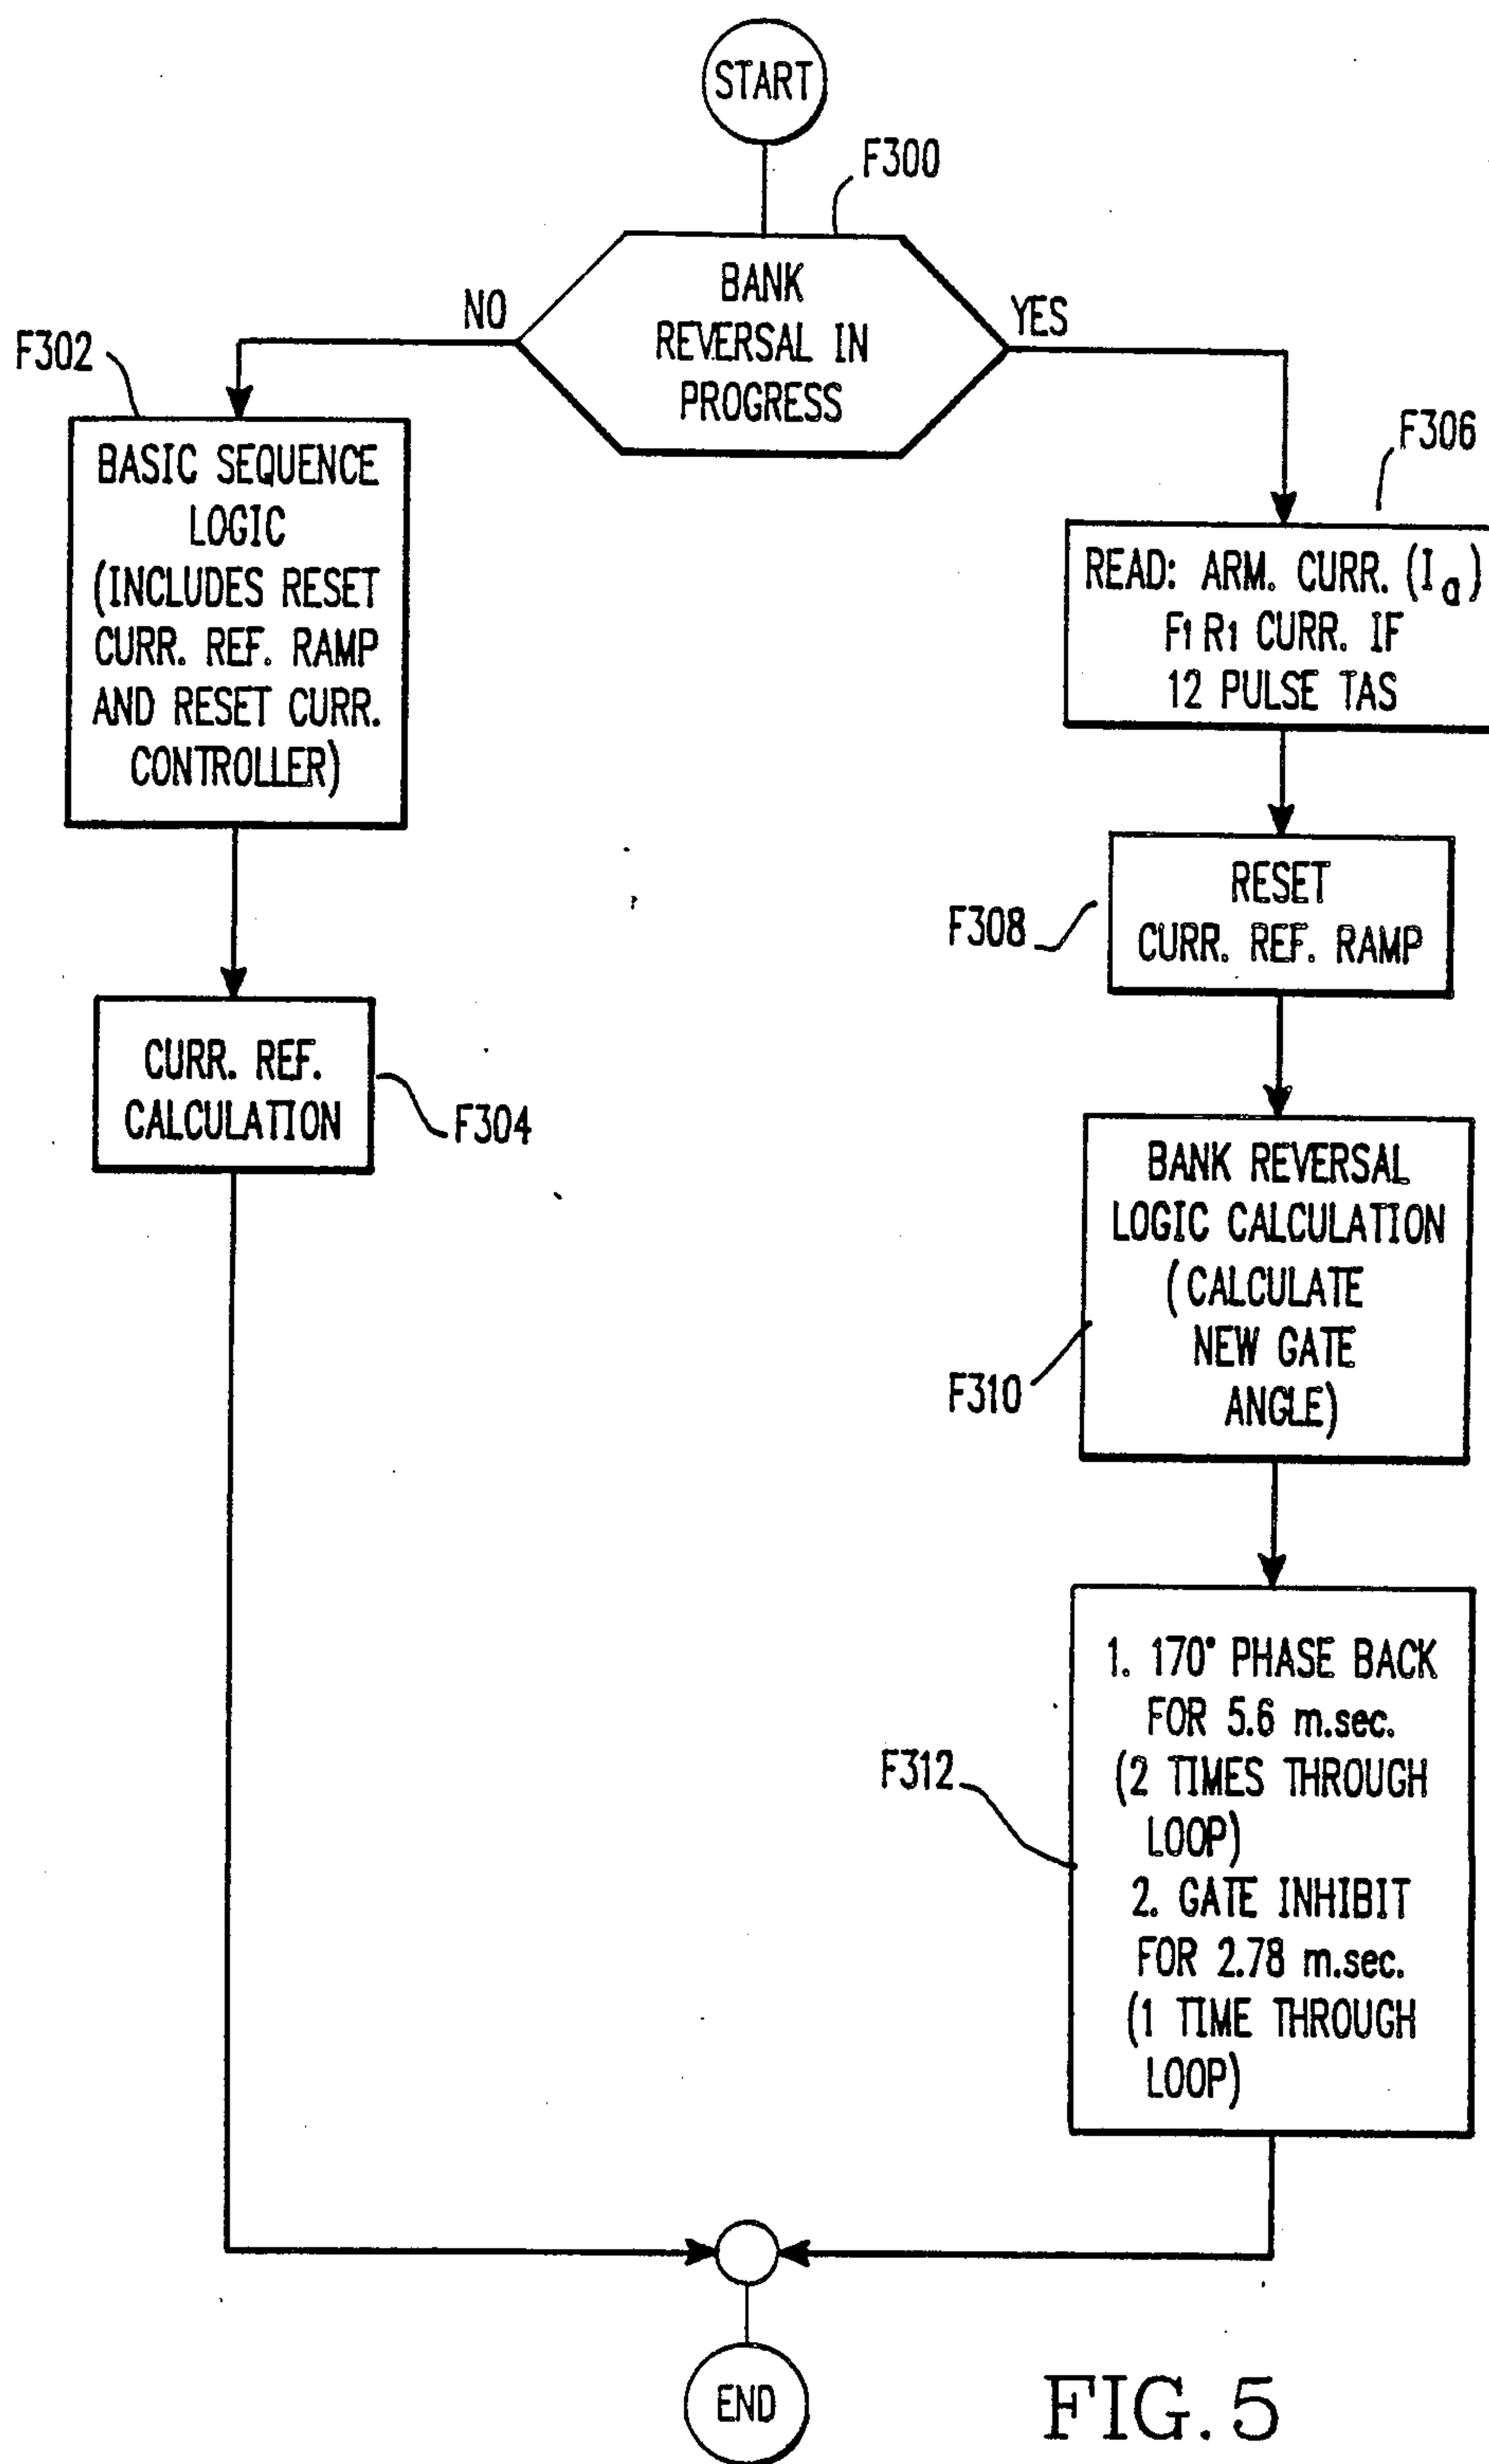 START
F300
BANK
REVERSAL IN
PROGRESS
NO
YES
F302
BASIC SEQUENCE
LOGIC
(INCLUDES RESET
CURR. REF. RAMP
AND RESET CURR.
CONTROLLER)
CURR. REF.
CALCULATION
F304
F306
READ: ARM. CURR. (Ia)
F1 R1 CURR. IF
12 PULSE TAS
F308
RESET
CURR. REF. RAMP
BANK REVERSAL
LOGIC CALCULATION
(CALCULATE
NEW GATE
ANGLE)
F310
F312
1. 170° PHASE BACK
FOR 5.6 m.sec.
(2 TIMES THROUGH
LOOP)
2. GATE INHIBIT
FOR 2.78 m.sec.
(1 TIME THROUGH
LOOP)
END
FIG. 5